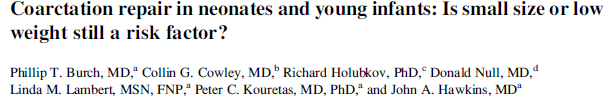 Coarctation repair in neonates and young infants: Is small size or low
weight still a risk factor?
Phillip T. Burch, MD,a Collin G. Cowley, MD,b Richard Holubkov, PhD,c Donald Null, MD,d
Linda M. Lambert, MSN, FNP,a Peter C. Kouretas, MD, PhD,a and John A. Hawkins, MDa